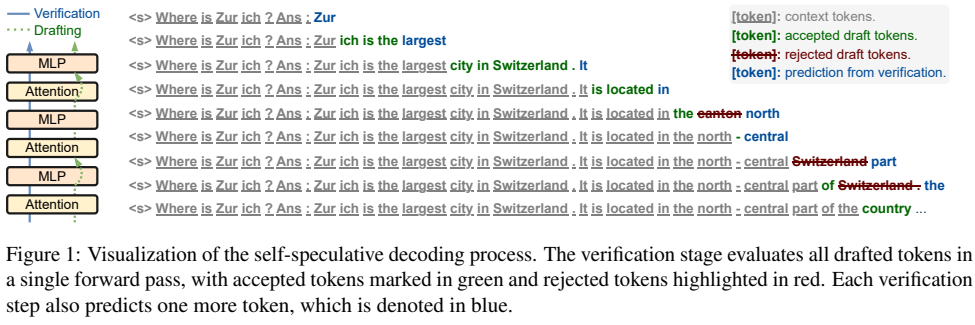 Verification
Drafting
MLP
Attention
MLP
Attention
MLP
Attention
<s> Where is Zur ich ? Ans : Zur
<s> Where is Zur ich ? Ans : Zur ich is the largest
<s> Where is Zur ich ? Ans : Zur ich is the largest city in Switzerland . It
<s> Where is Zur ich ? Ans : Zur ich is the largest city in Switzerland . It is located in
<s> Where is Zur ich ? Ans : Zur ich is the largest city in Switzerland . It is located in the canton north
<s> Where is Zur ich ? Ans : Zur ich is the largest city in Switzerland . It is located in the north - central
<s> Where is Zur ich ? Ans : Zur ich is the largest city in Switzerland . It is located in the north - central Switzerland part
<s> Where is Zur ich ? Ans : Zur ich is the largest city in Switzerland . It is located in the north - central part of Switzerland . the
<s> Where is Zur ich ? Ans : Zur ich is the largest city in Switzerland . It is located in the north - central part of the country ...
[token]: context tokens.
[token]: accepted draft tokens.
[token]: rejected draft tokens.
[token]: prediction from verification.
Figure 1: Visualization of the self-speculative decoding process. The verification stage evaluates all drafted tokens in
a single forward pass, with accepted tokens marked in green and rejected tokens highlighted in red. Each verification
step also predicts one more token, which is denoted in blue.